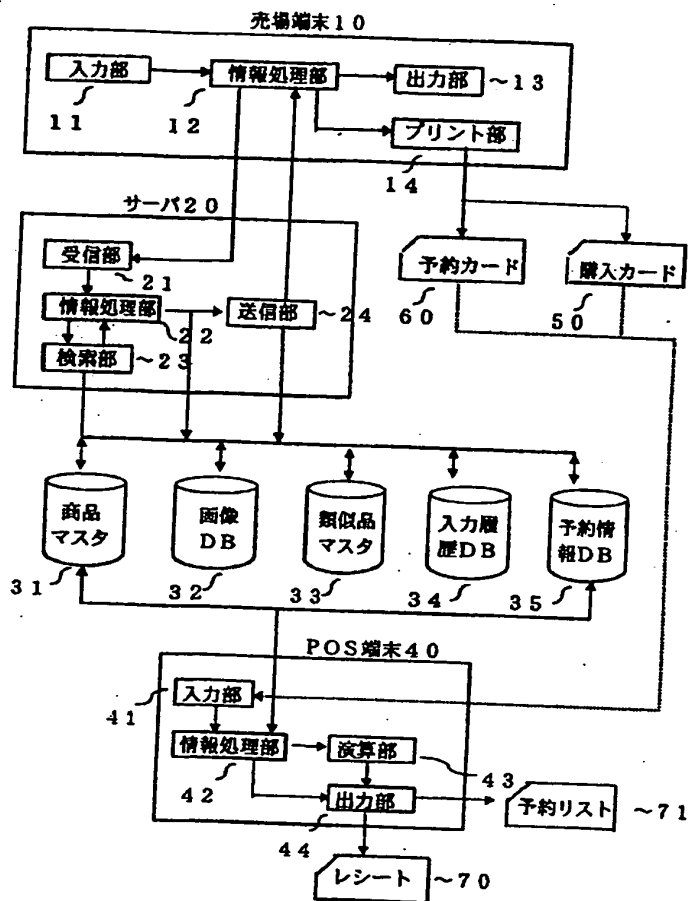 売場端末10
入力部
情報処理部
出力部
~13
11
12
プリント部
14
サーバ20
受信部
21
予約カード
購入カード
情報処理部
送信部
~24
22
60
50
検索部
~23
商品
マスタ
画像
DB
類似品
マスタ
入力履
歴DB
予約情
報DB
31
32
33
34
35
POS端末40
入力部
41
情報処理部
演算部
42
43
出力部
予約リスト
~71
44
レシート
~70